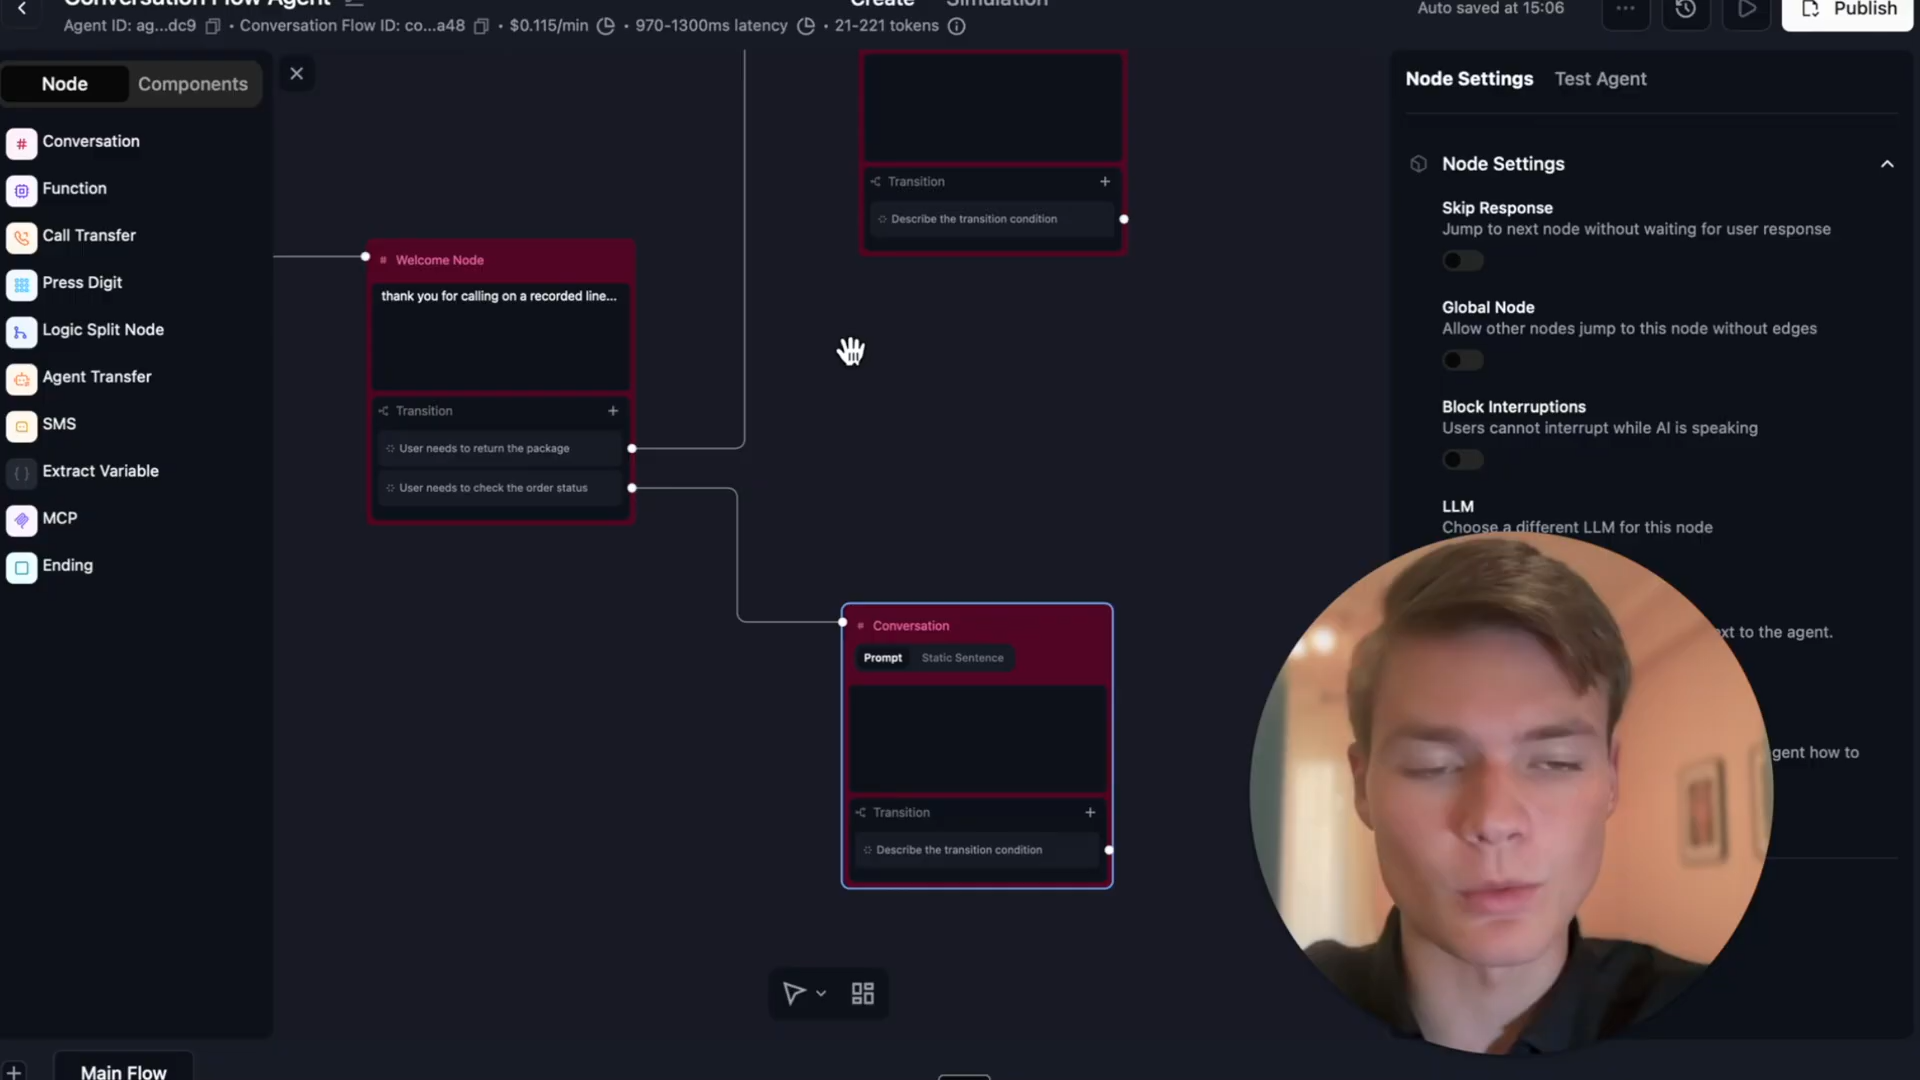 Conversation Flow Agent
Create
Simulation
Agent ID: ag...dc9 • Conversation Flow ID: co...a48 • $0.115/min • 970-1300ms latency • 21-221 tokens
Auto saved at 15:06
Publish
Node
Components
Conversation
Function
Call Transfer
Press Digit
Logic Split Node
Agent Transfer
SMS
Extract Variable
MCP
Ending
Welcome Node
thank you for calling on a recorded line...
Transition
User needs to return the package
User needs to check the order status
Transition
Describe the transition condition
Conversation
Prompt
Static Sentence
Transition
Describe the transition condition
Node Settings
Test Agent
Node Settings
Skip Response
Jump to next node without waiting for user response
Global Node
Allow other nodes jump to this node without edges
Block Interruptions
Users cannot interrupt while AI is speaking
LLM
Choose a different LLM for this node
to the agent.
how to
Main Flow